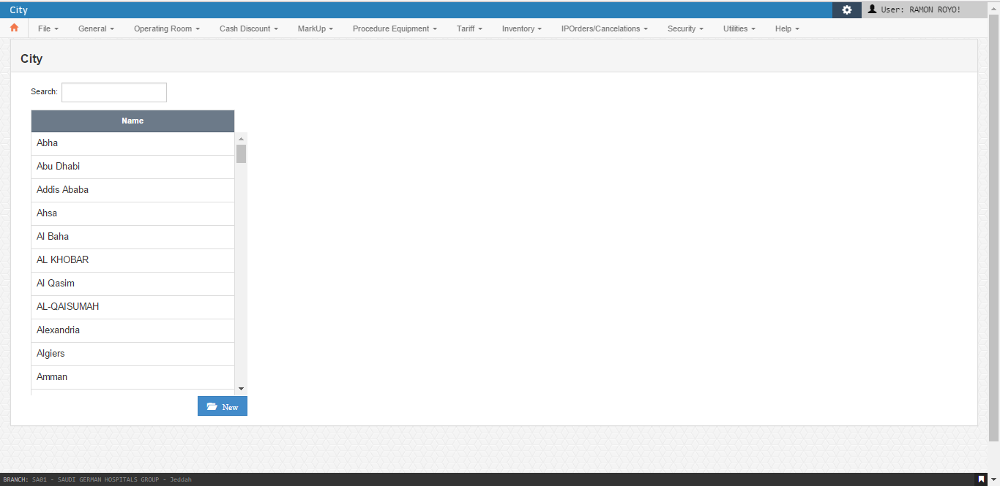 City
User: RAMON ROYO!
File General Operating Room Cash Discount MarkUp Procedure Equipment Tariff Inventory IPOrders/Cancelations Security Utilities Help
City
Search:
Name
Abha
Abu Dhabi
Addis Ababa
Ahsa
Al Baha
AL KHOBAR
Al Qasim
AL-QAISUMAH
Alexandria
Algiers
Amman
New
BRANCH: SA01 - SAUDI GERMAN HOSPITALS GROUP - Jeddah